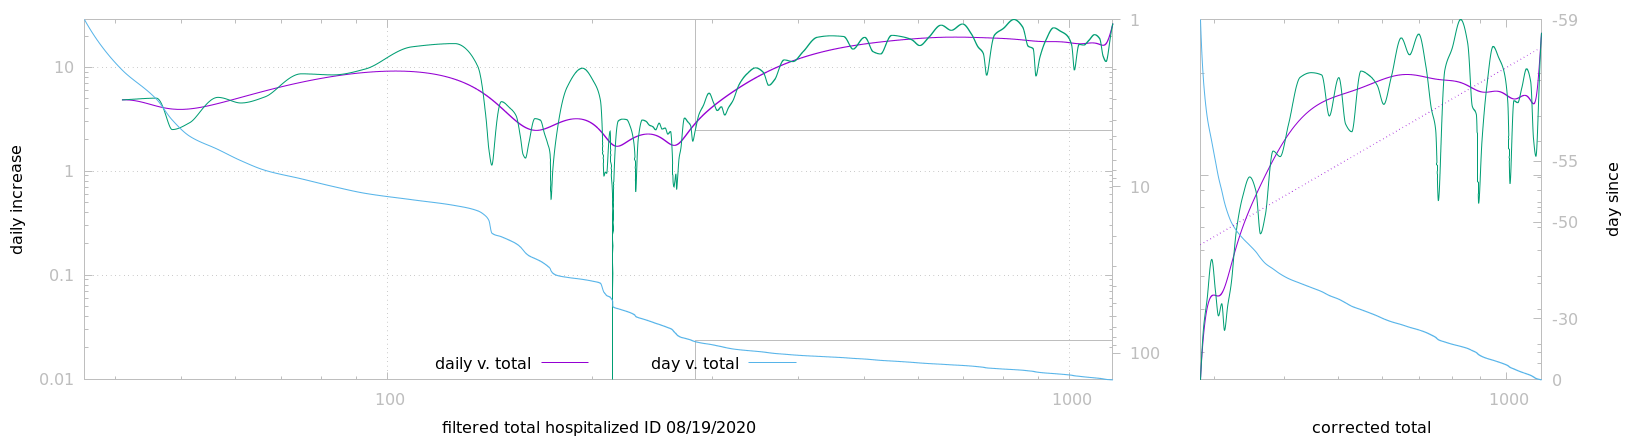 daily increase
10
1
0.1
0.01
100
1000
1
10
100
daily v. total
day v. total
filtered total hospitalized ID 08/19/2020
1000
corrected total
-59
-55
-50
-30
0
day since